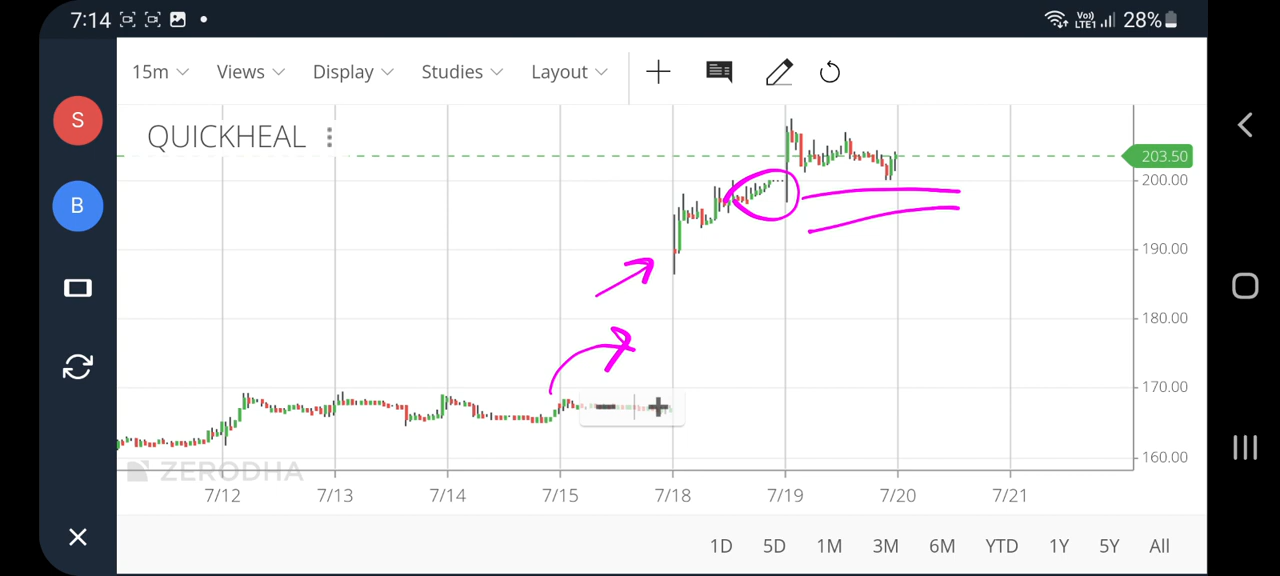 7:14 Vo)) LTE1 28%
15m Views Display Studies Layout
S
QUICKHEAL
203.50
200.00
B
190.00
180.00
170.00
160.00
ZERODHA
7/12 7/13 7/14 7/15 7/18 7/19 7/20 7/21
1D 5D 1M 3M 6M YTD 1Y 5Y All